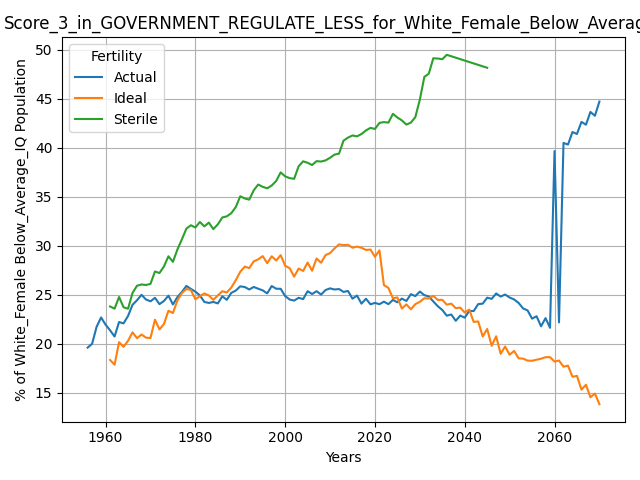 Score_3_in_GOVERNMENT_REGULATE_LESS_for_White_Female_Below_Averag
Fertility
Actual
Ideal
Sterile
% of White_Female Below_Average_IQ Population
50
45
40
35
30
25
20
15
1960 1980 2000 2020 2040 2060
Years